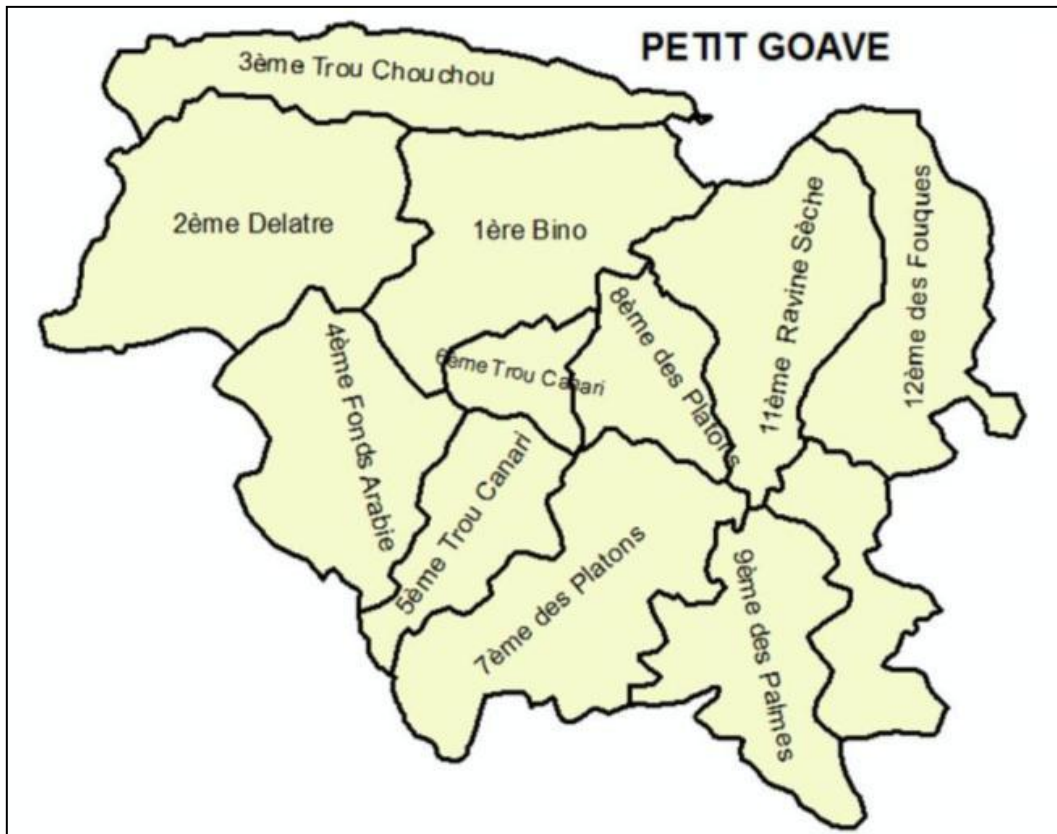 PETIT GOAVE
3ème Trou Chouchou
2ème Delatre
1ère Bino
11ème Ravine Sèche
12ème des Fouques
8ème des Platons
6ème Trou Canari
4ème Fonds Arabie
5ème Trou Canari
7ème des Platons
9ème des Palmes